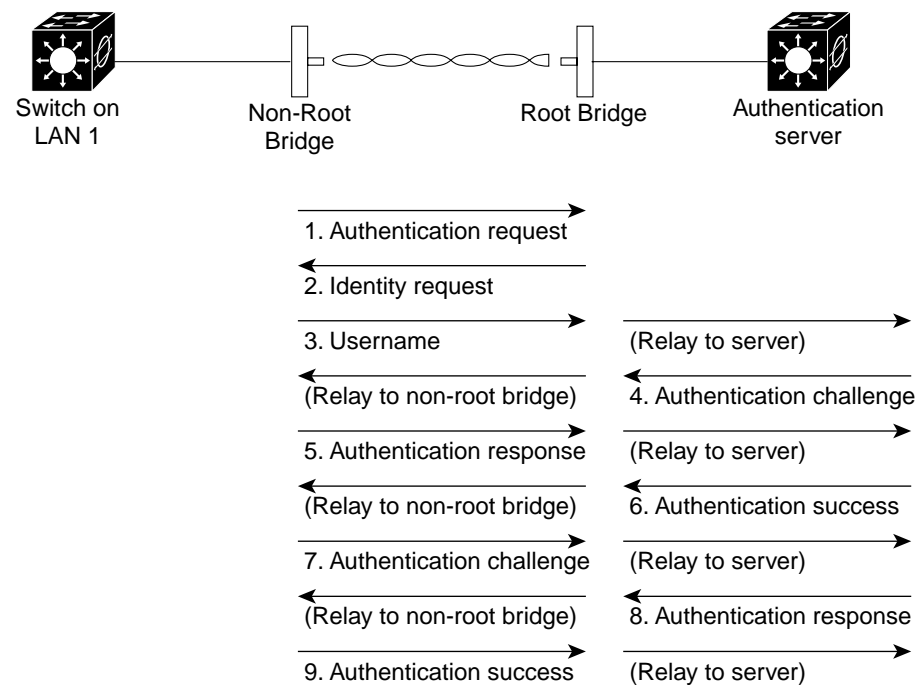 Switch on
LAN 1
Non-Root
Bridge
Root Bridge
Authentication
server
1. Authentication request
2. Identity request
3. Username
(Relay to server)
(Relay to non-root bridge)
4. Authentication challenge
5. Authentication response
(Relay to server)
(Relay to non-root bridge)
6. Authentication success
7. Authentication challenge
(Relay to server)
(Relay to non-root bridge)
8. Authentication response
9. Authentication success
(Relay to server)